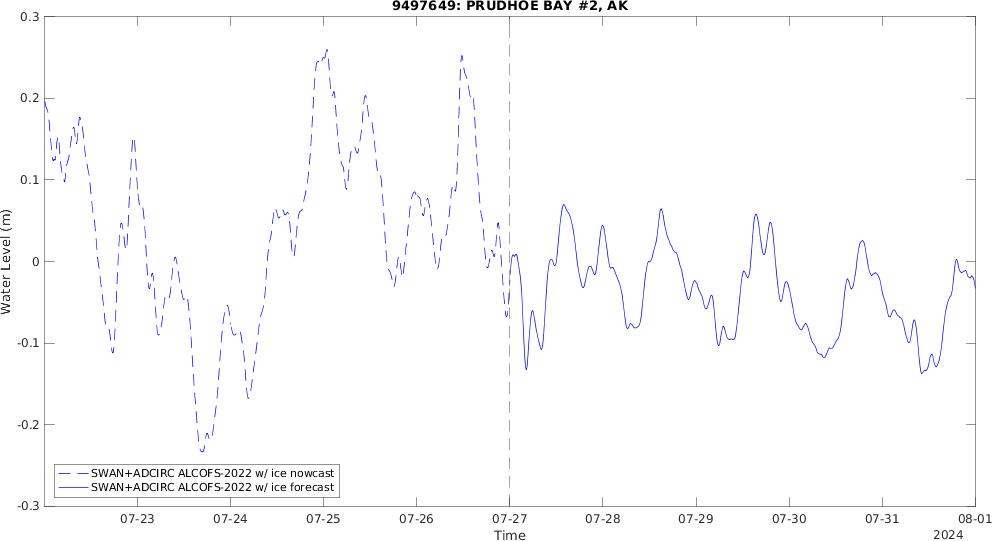 9497649: PRUDHOE BAY #2, AK
0.3
0.2
0.1
0
-0.1
-0.2
-0.3
Water Level (m)
SWAN+ADCIRC ALCOFS-2022 w/ ice nowcast
SWAN+ADCIRC ALCOFS-2022 w/ ice forecast
07-23 07-24 07-25 07-26 07-27 07-28 07-29 07-30 07-31 08-01
Time
2024